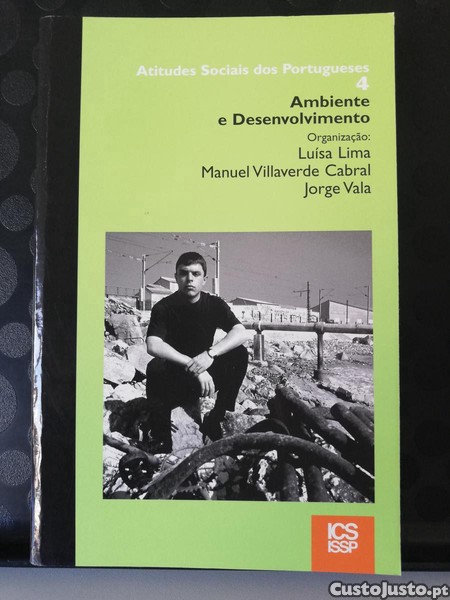 Atitudes Sociais dos Portugueses
4
Ambiente
e Desenvolvimento
Organização:
Luísa Lima
Manuel Villaverde Cabral
Jorge Vala
ICS
ISSP
CustoJusto.pt